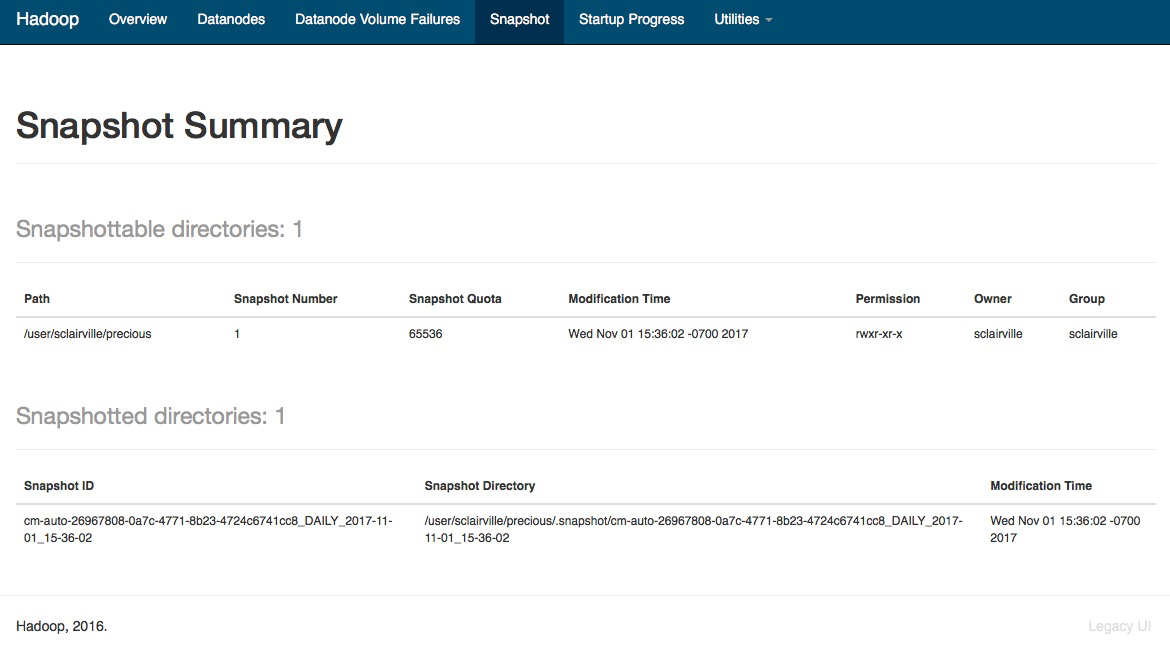 Hadoop Overview Datanodes Datanode Volume Failures Snapshot Startup Progress Utilities
Snapshot Summary
Snapshottable directories: 1
Path Snapshot Number Snapshot Quota Modification Time Permission Owner Group
/user/sclairville/precious 1 65536 Wed Nov 01 15:36:02 -0700 2017 rwxr-xr-x sclairville sclairville
Snapshotted directories: 1
Snapshot ID Snapshot Directory Modification Time
cm-auto-26967808-0a7c-4771-8b23-4724c6741cc8_DAILY_2017-11- /user/sclairville/precious/.snapshot/cm-auto-26967808-0a7c-4771-8b23-4724c6741cc8_DAILY_2017- Wed Nov 01 15:36:02 -0700
01_15-36-02 11-01_15-36-02 2017
Hadoop, 2016. Legacy UI